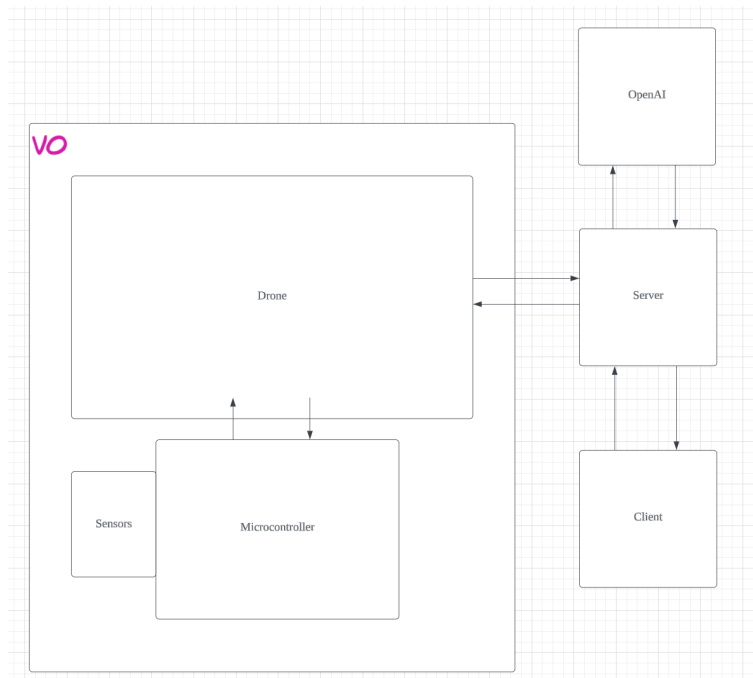 OpenAI
VO
Drone
Server
Sensors
Microcontroller
Client